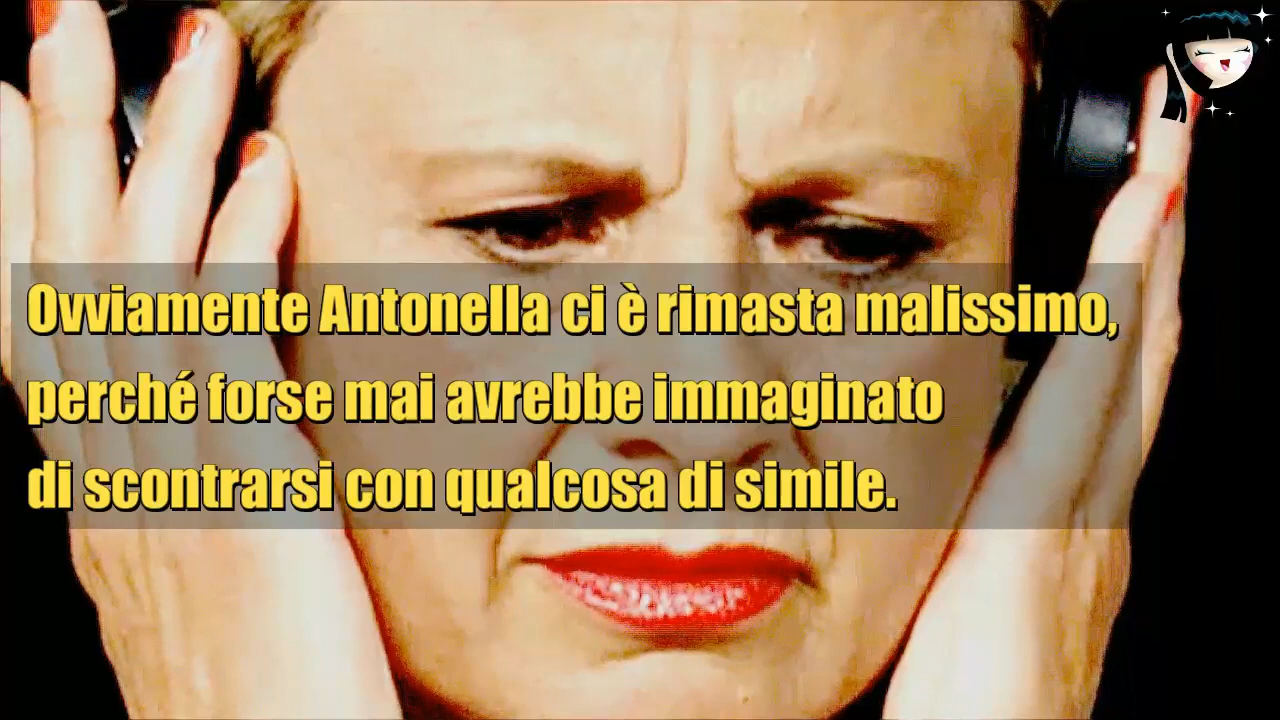 Ovviamente Antonella ci è rimasta malissimo,
perché forse mai avrebbe immaginato
di scontrarsi con qualcosa di simile.